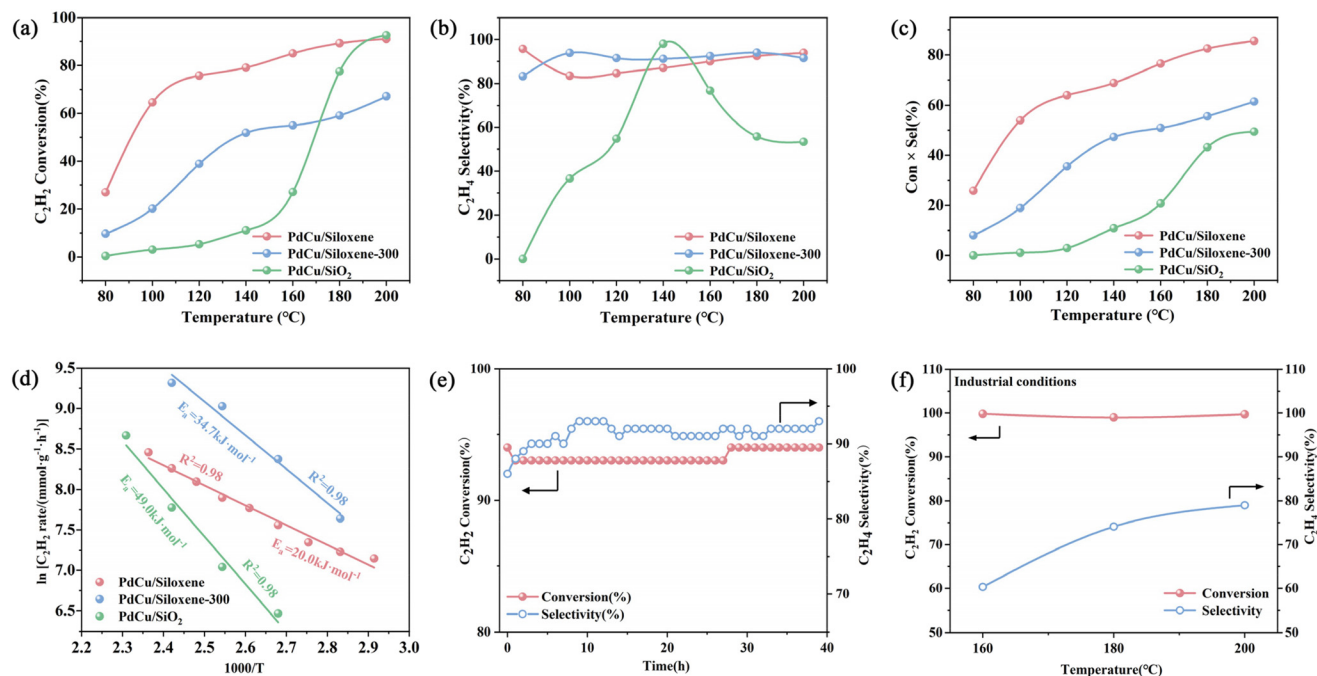 (a)
100
80
60
40
20
0
C₂H₂ Conversion(%)
80 100 120 140 160 180 200
Temperature (℃)
PdCu/Siloxene
PdCu/Siloxene-300
PdCu/SiO₂
(b)
100
80
60
40
20
0
C₂H₄ Selectivity(%)
80 100 120 140 160 180 200
Temperature (℃)
PdCu/Siloxene
PdCu/Siloxene-300
PdCu/SiO₂
(c)
80
60
40
20
0
Con × Sel(%)
80 100 120 140 160 180 200
Temperature (℃)
PdCu/Siloxene
PdCu/Siloxene-300
PdCu/SiO₂
(d)
9.5
9.0
8.5
8.0
7.5
7.0
6.5
ln [C₂H₂ rate/(mmol·g⁻¹·h⁻¹)]
Eₐ=34.7kJ·mol⁻¹
R²=0.98
R²=0.98
Eₐ=20.0kJ·mol⁻¹
Eₐ=49.0kJ·mol⁻¹
R²=0.98
PdCu/Siloxene
PdCu/Siloxene-300
PdCu/SiO₂
2.2 2.3 2.4 2.5 2.6 2.7 2.8 2.9 3.0
1000/T
(e)
100
90
80
C₂H₂ Conversion(%)
100
90
80
70
C₂H₄ Selectivity(%)
Conversion(%)
Selectivity(%)
0 10 20 30 40
Time(h)
(f)
Industrial conditions
110
100
90
80
70
60
50
C₂H₂ Conversion(%)
110
100
90
80
70
60
50
C₂H₄ Selectivity(%)
Conversion
Selectivity
160 180 200
Temperature(℃)